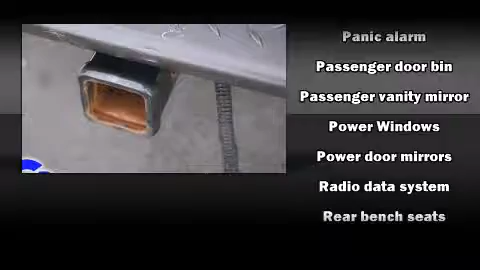 Panic alarm
Passenger door bin
Passenger vanity mirror
Power Windows
Power door mirrors
Radio data system
Rear bench seats